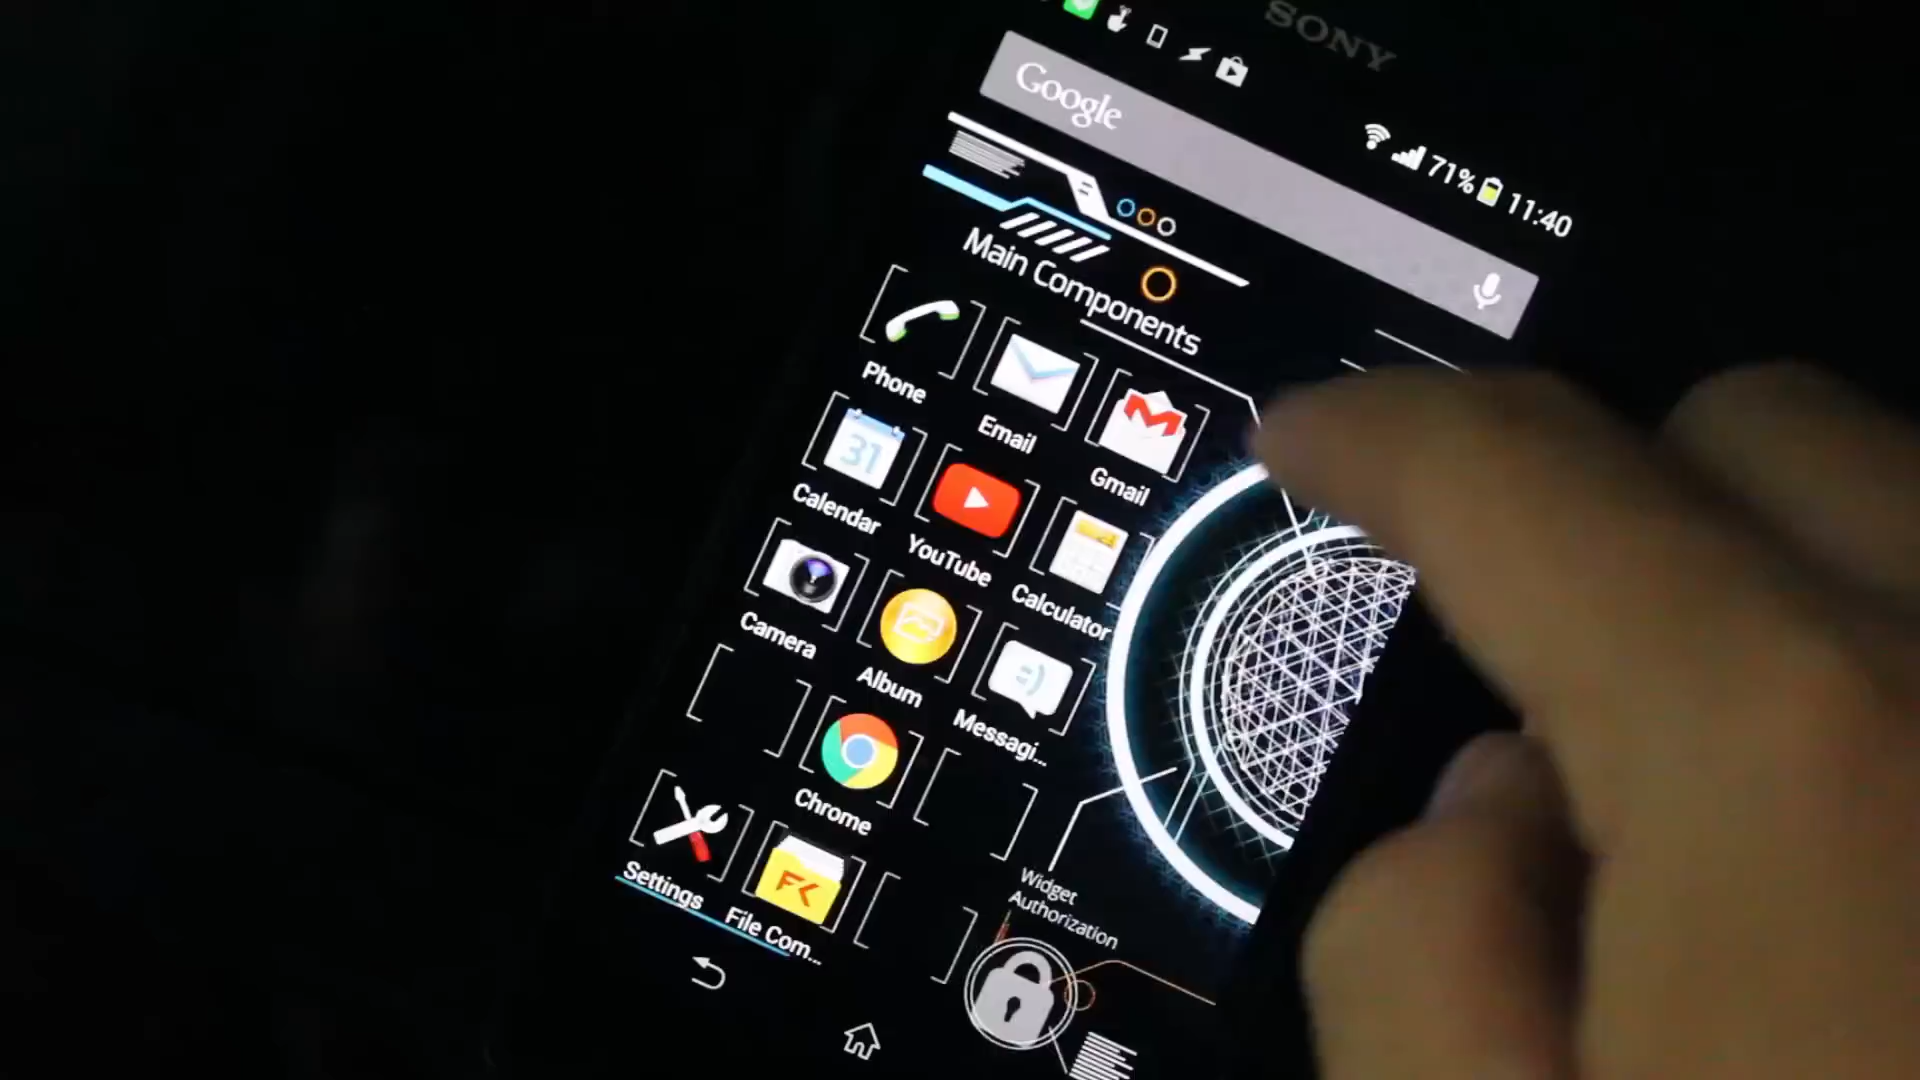 SONY
Google
71% 11:40
Main Components
Phone
Email
Gmail
31
Calendar
YouTube
Calculator
Camera
Album
Messagi...
Chrome
Settings
File Com...
Widget
Authorization